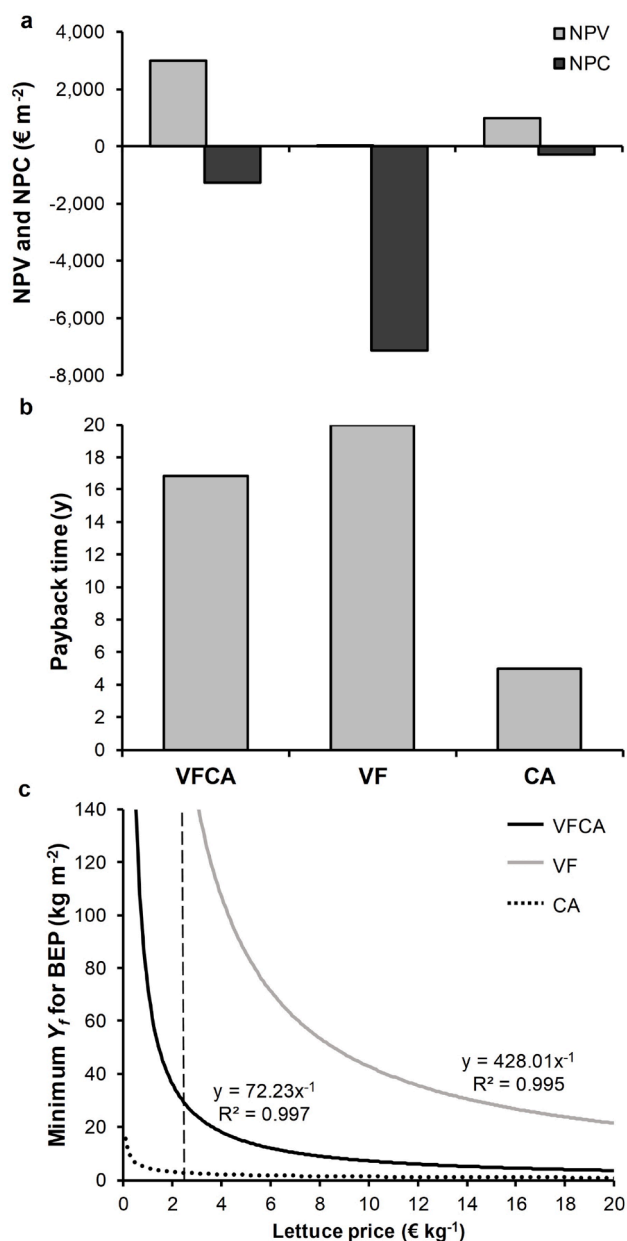 a
NPV
NPC
NPV and NPC (€ m⁻²)
4,000
2,000
0
-2,000
-4,000
-6,000
-8,000
b
Payback time (y)
20
18
16
14
12
10
8
6
4
2
0
VFCA VF CA
c
VFCA
VF
CA
Minimum Yf for BEP (kg m⁻²)
140
120
100
80
60
40
20
0
y = 428.01x⁻¹
R² = 0.995
y = 72.23x⁻¹
R² = 0.997
0 2 4 6 8 10 12 14 16 18 20
Lettuce price (€ kg⁻¹)